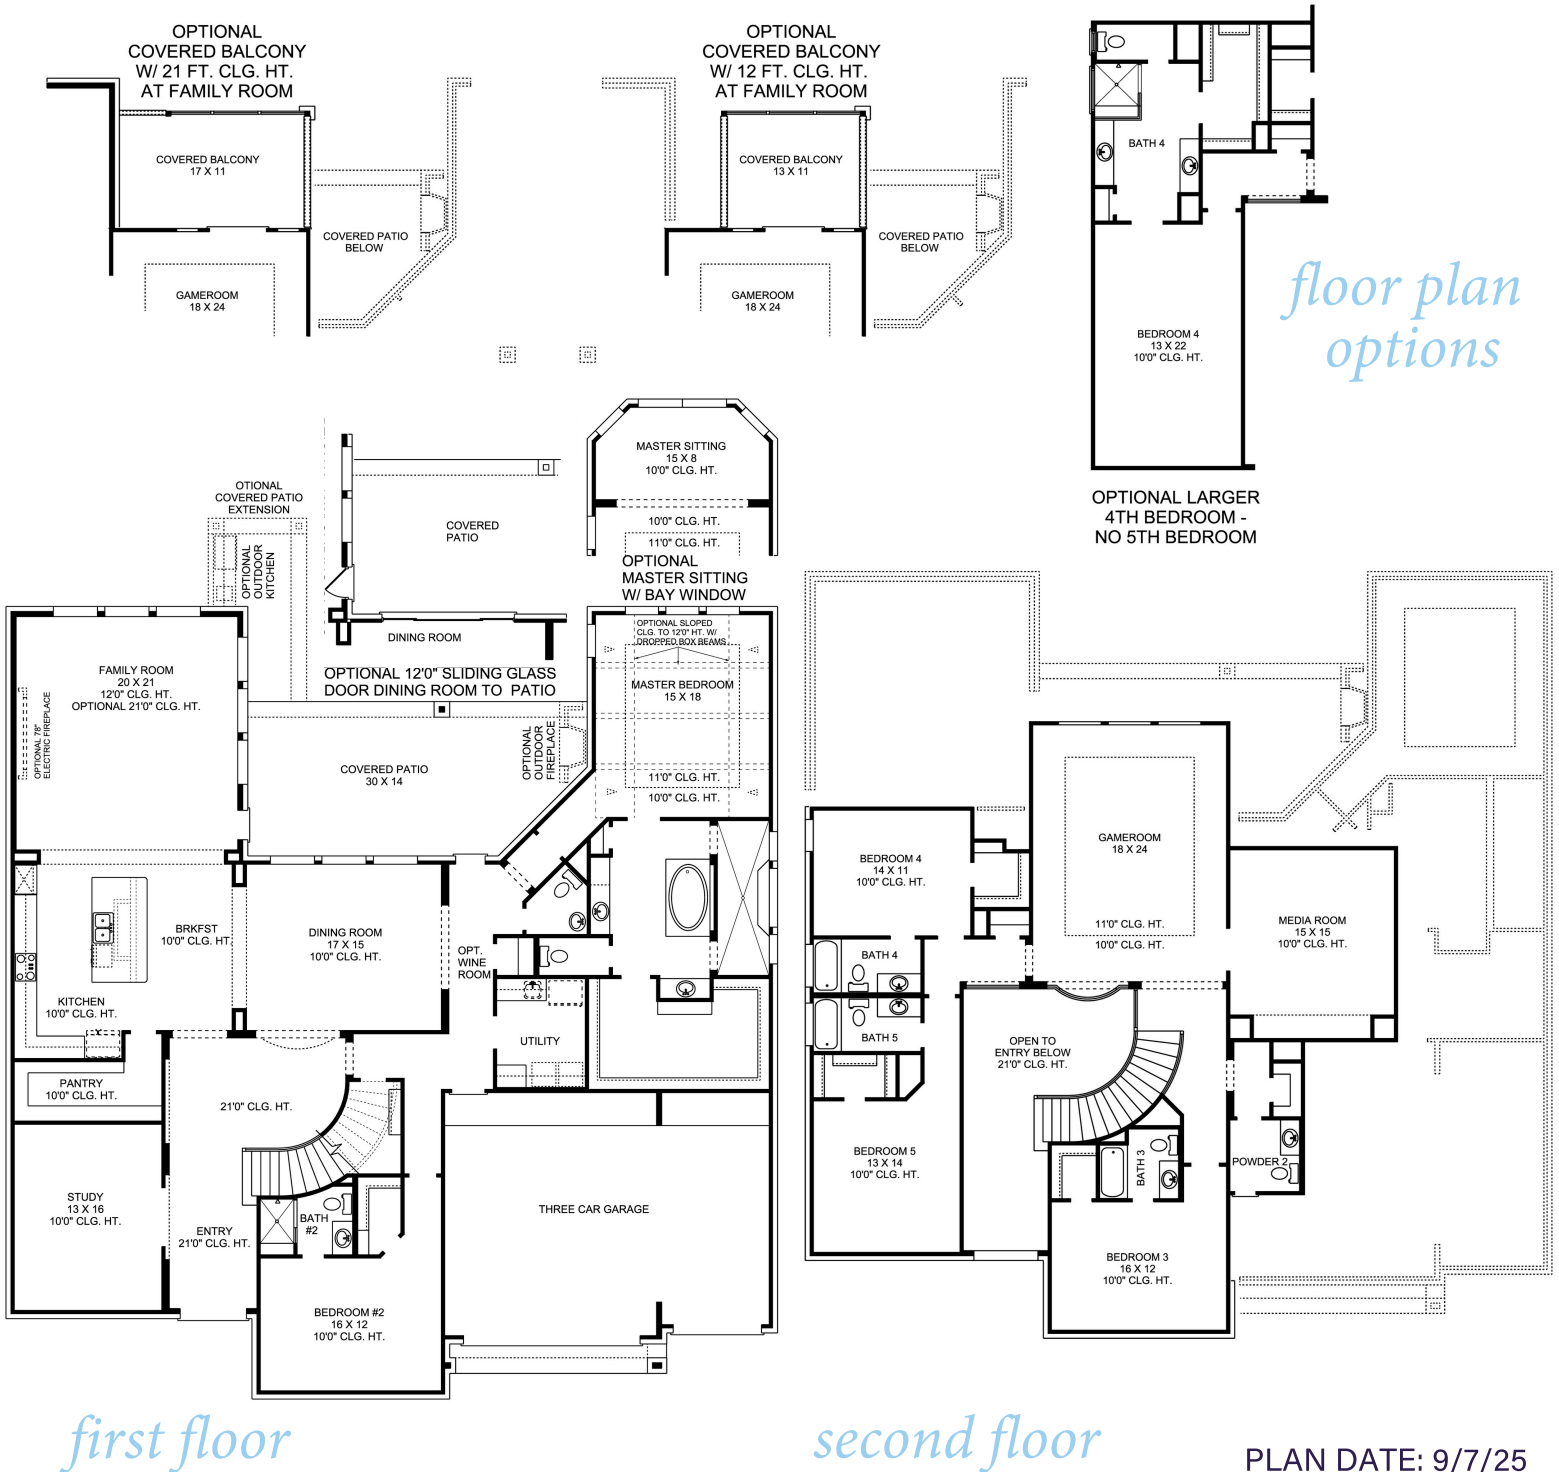 OPTIONAL
COVERED BALCONY
W/ 21 FT. CLG. HT.
AT FAMILY ROOM
COVERED BALCONY
17 X 11
COVERED PATIO
BELOW
GAMEROOM
18 X 24
OPTIONAL
COVERED BALCONY
W/ 12 FT. CLG. HT.
AT FAMILY ROOM
COVERED BALCONY
13 X 11
COVERED PATIO
BELOW
GAMEROOM
18 X 24
BATH 4
BEDROOM 4
13 X 22
10'0" CLG. HT.
OPTIONAL LARGER
4TH BEDROOM -
NO 5TH BEDROOM
floor plan
options
OTIONAL
COVERED PATIO
EXTENSION
OPTIONAL
OUTDOOR
KITCHEN
COVERED
PATIO
DINING ROOM
OPTIONAL 12'0" SLIDING GLASS
DOOR DINING ROOM TO PATIO
MASTER SITTING
15 X 8
10'0" CLG. HT.
10'0" CLG. HT.
11'0" CLG. HT.
OPTIONAL
MASTER SITTING
W/ BAY WINDOW
OPTIONAL SLOPED
CLG. TO 12'0" HT. W/
DROPPED BOX BEAMS
MASTER BEDROOM
15 X 18
11'0" CLG. HT.
10'0" CLG. HT.
FAMILY ROOM
20 X 21
12'0" CLG. HT.
OPTIONAL 21'0" CLG. HT.
OPTIONAL 78"
ELECTRIC FIREPLACE
COVERED PATIO
30 X 14
OPTIONAL
OUTDOOR
FIREPLACE
BRKFST
10'0" CLG. HT.
DINING ROOM
17 X 15
10'0" CLG. HT.
OPT.
WINE
ROOM
KITCHEN
10'0" CLG. HT.
UTILITY
PANTRY
10'0" CLG. HT.
21'0" CLG. HT.
STUDY
13 X 16
10'0" CLG. HT.
ENTRY
21'0" CLG. HT.
BATH
#2
THREE CAR GARAGE
BEDROOM #2
16 X 12
10'0" CLG. HT.
first floor
BEDROOM 4
14 X 11
10'0" CLG. HT.
GAMEROOM
18 X 24
11'0" CLG. HT.
10'0" CLG. HT.
MEDIA ROOM
15 X 15
10'0" CLG. HT.
BATH 4
BATH 5
OPEN TO
ENTRY BELOW
21'0" CLG. HT.
BEDROOM 5
13 X 14
10'0" CLG. HT.
BATH 3
POWDER 2
BEDROOM 3
16 X 12
10'0" CLG. HT.
second floor
PLAN DATE: 9/7/25